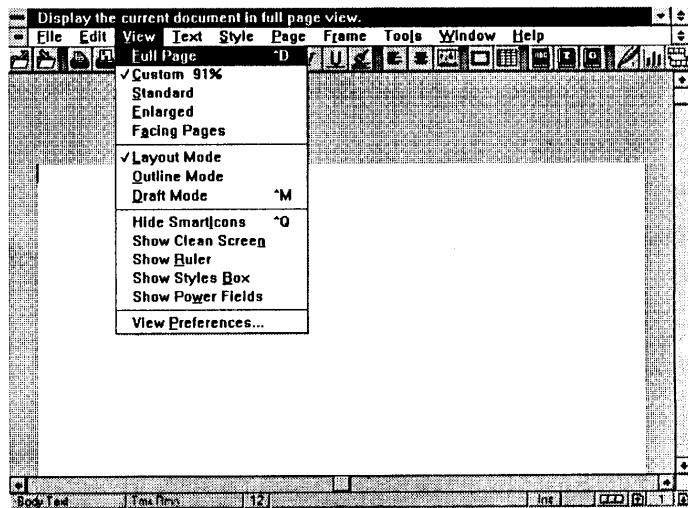 Display the current document in full page view.
File Edit View Text Style Page Frame Tools Window Help
Full Page ^D
✓Custom 91%
Standard
Enlarged
Facing Pages
✓Layout Mode
Outline Mode
Draft Mode ^M
Hide SmartIcons ^Q
Show Clean Screen
Show Ruler
Show Styles Box
Show Power Fields
View Preferences...
Body Text Tms Rmn 12 Ins 1